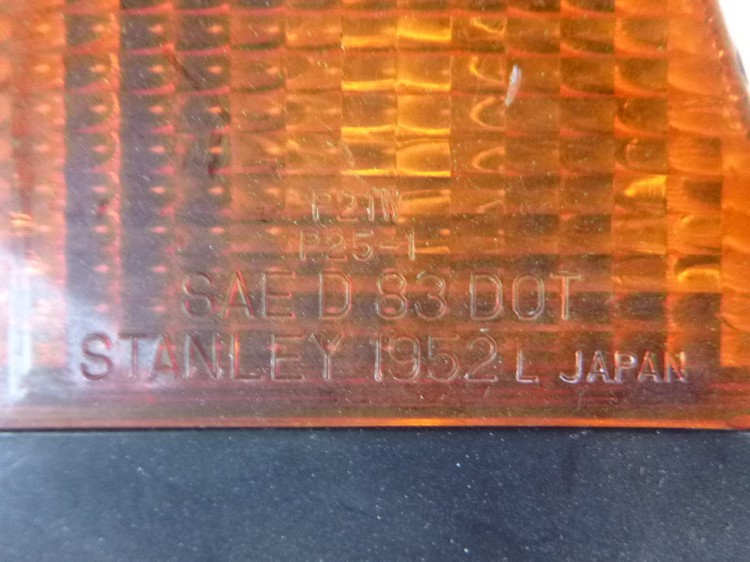 P21W
P25-1
SAE D 83 DOT
STANLEY 1952 L JAPAN